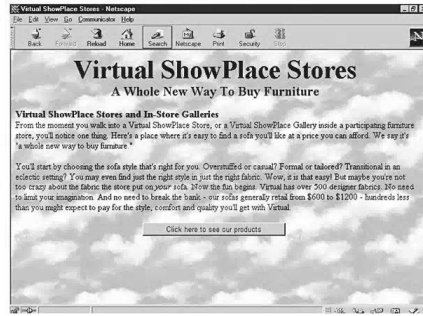 Virtual ShowPlace Stores - Netscape
File Edit View Go Communicator Help
Back Forward Reload Home Search Netscape Print Security Stop
Virtual ShowPlace Stores
A Whole New Way To Buy Furniture
Virtual ShowPlace Stores and In-Store Galleries
From the moment you walk into a Virtual ShowPlace Store, or a Virtual ShowPlace Gallery inside a participating furniture
store, you'll notice one thing. Here's a place where it's easy to find a sofa you'll like at a price you can afford. We say it's
"a whole new way to buy furniture."
You'll start by choosing the sofa style that's right for you. Overstuffed or casual? Formal or tailored? Transitional in an
eclectic setting? You may even find just the right style in just the right fabric. Wow, it is that easy! But maybe you're not
too crazy about the fabric the store put on your sofa. Now the fun begins. Virtual has over 500 designer fabrics. No need
to limit your imagination. And no need to break the bank - our sofas generally retail from $600 to $1200 - hundreds less
than you might expect to pay for the style, comfort and quality you'll get with Virtual.
Click here to see our products